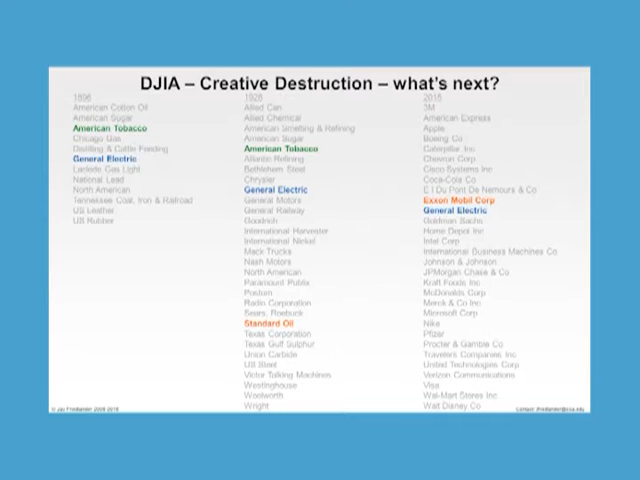 DJIA – Creative Destruction – what's next?
1896
American Cotton Oil
American Sugar
American Tobacco
Chicago Gas
Distilling & Cattle Feeding
General Electric
Laclede Gas Light
National Lead
North American
Tennessee Coal, Iron & Railroad
US Leather
US Rubber
1928
Allied Can
Allied Chemical
American Smelting & Refining
American Sugar
American Tobacco
Atlantic Refining
Bethlehem Steel
Chrysler
General Electric
General Motors
General Railway
Goodrich
International Harvester
International Nickel
Mack Trucks
Nash Motors
North American
Paramount Publix
Postum
Radio Corporation
Sears, Roebuck
Standard Oil
Texas Corporation
Texas Gulf Sulphur
Union Carbide
US Steel
Victor Talking Machines
Westinghouse
Woolworth
Wright
2015
3M
American Express
Apple
Boeing Co
Caterpillar Inc
Chevron Corp
Cisco Systems Inc
Coca-Cola Co
E I Du Pont De Nemours & Co
Exxon Mobil Corp
General Electric
Goldman Sachs
Home Depot Inc
Intel Corp
International Business Machines Co
Johnson & Johnson
JPMorgan Chase & Co
Kraft Foods Inc
McDonalds Corp
Merck & Co Inc
Microsoft Corp
Nike
Pfizer
Procter & Gamble Co
Travelers Companies Inc
United Technologies Corp
Verizon Communications
Visa
Wal-Mart Stores Inc
Walt Disney Co
© Jay Friedlander
Contact: